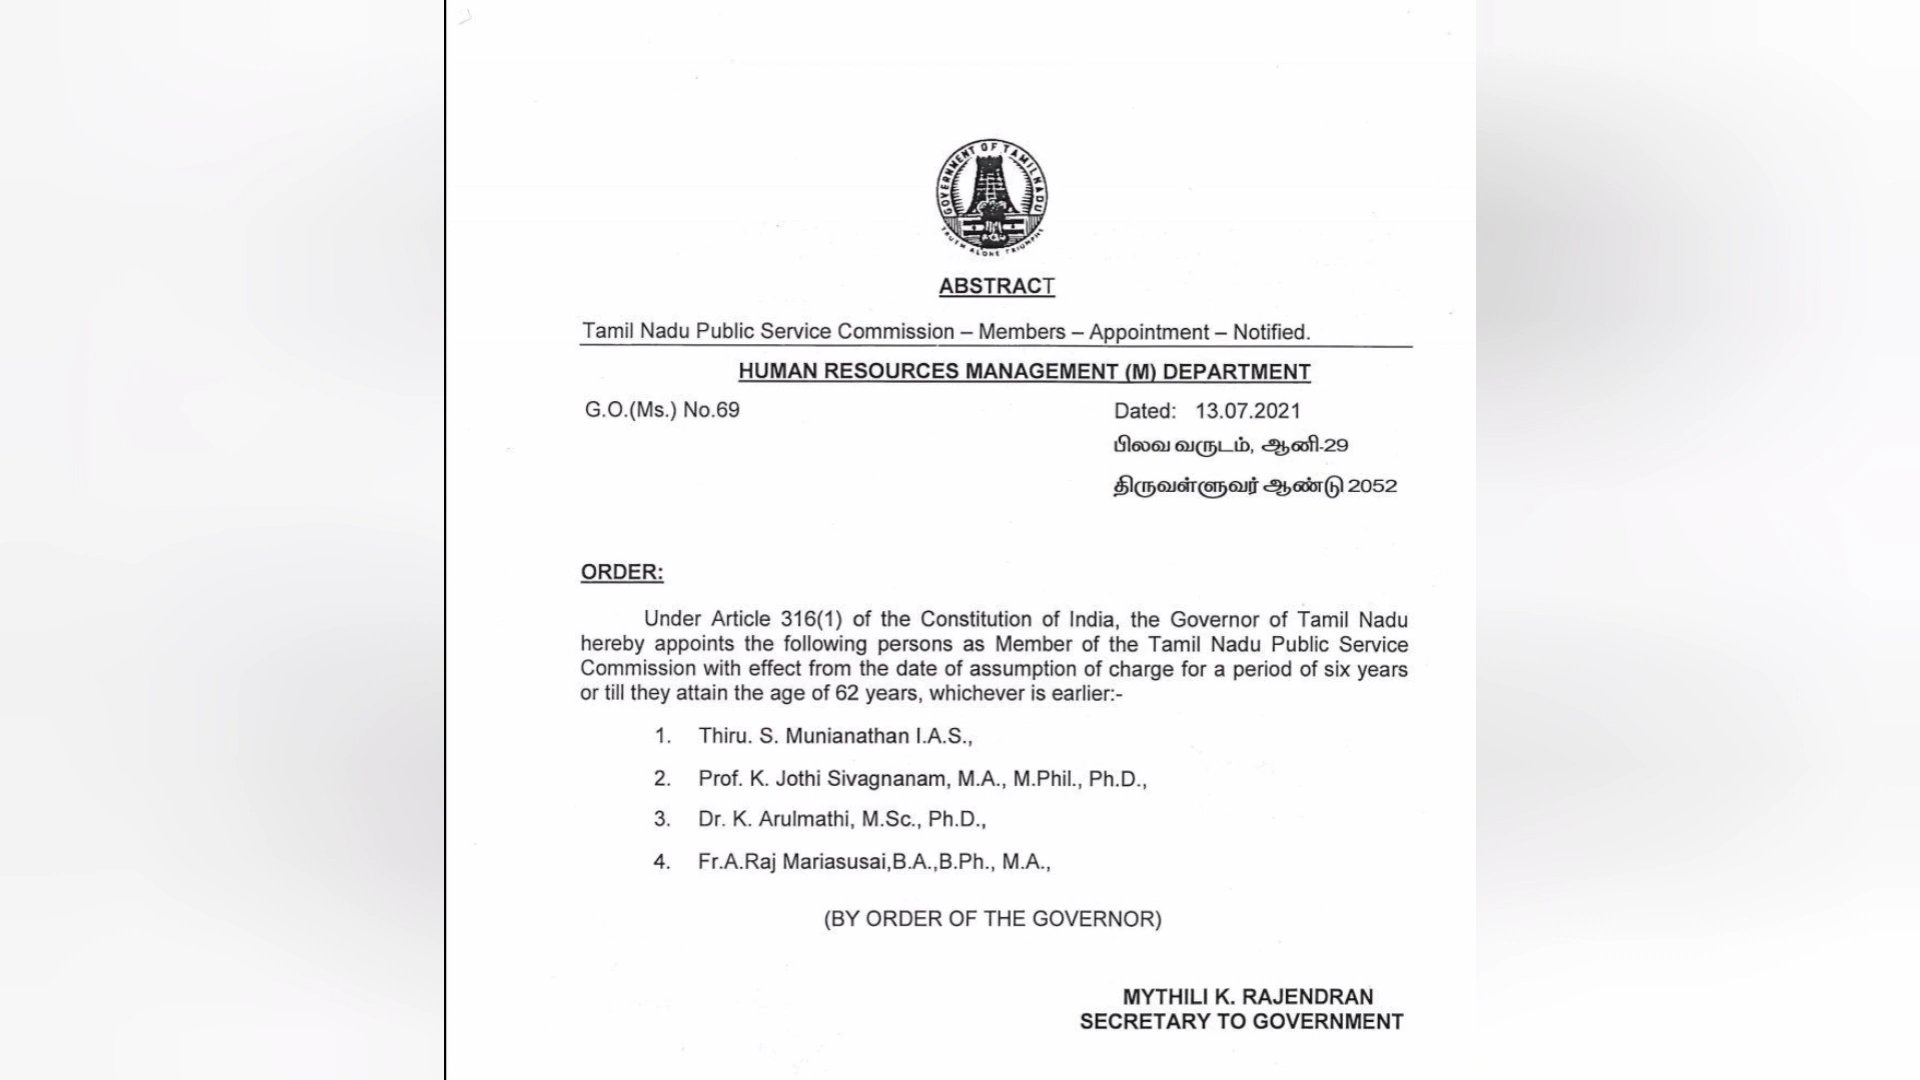 GOVERNMENT OF TAMILNADU
TRUTH ALONE TRIUMPHS
ABSTRACT
Tamil Nadu Public Service Commission – Members – Appointment – Notified.
HUMAN RESOURCES MANAGEMENT (M) DEPARTMENT
G.O.(Ms.) No.69 Dated: 13.07.2021
பிலவ வருடம், ஆனி-29
திருவள்ளுவர் ஆண்டு 2052
ORDER:
Under Article 316(1) of the Constitution of India, the Governor of Tamil Nadu
hereby appoints the following persons as Member of the Tamil Nadu Public Service
Commission with effect from the date of assumption of charge for a period of six years
or till they attain the age of 62 years, whichever is earlier:-
1. Thiru. S. Munianathan I.A.S.,
2. Prof. K. Jothi Sivagnanam, M.A., M.Phil., Ph.D.,
3. Dr. K. Arulmathi, M.Sc., Ph.D.,
4. Fr.A.Raj Mariasusai,B.A.,B.Ph., M.A.,
(BY ORDER OF THE GOVERNOR)
MYTHILI K. RAJENDRAN
SECRETARY TO GOVERNMENT